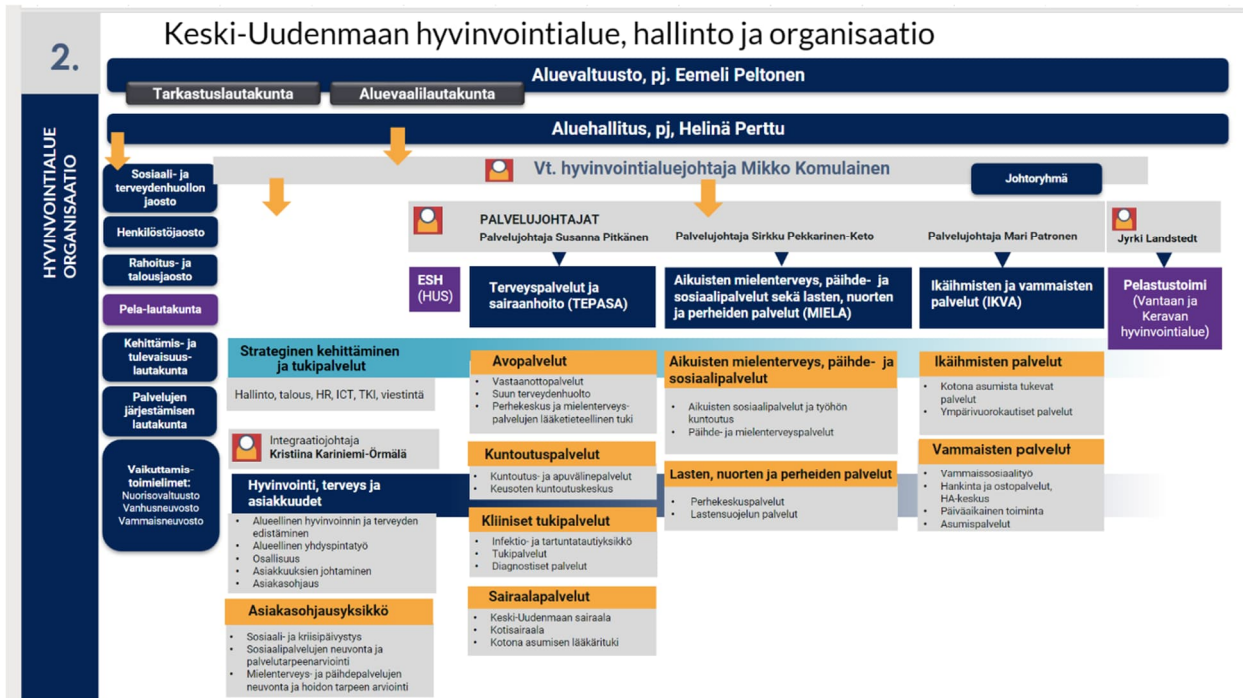 2.
Keski-Uudenmaan hyvinvointialue, hallinto ja organisaatio
HYVINVOINTIALUE
ORGANISAATIO
Aluevaltuusto, pj. Eemeli Peltonen
Tarkastuslautakunta
Aluevaalilautakunta
Aluehallitus, pj, Helinä Perttu
Vt. hyvinvointialuejohtaja Mikko Komulainen
Johtoryhmä
Sosiaali- ja
terveydenhuollon
jaosto
Henkilöstöjaosto
Rahoitus- ja
talousjaosto
Pela-lautakunta
Kehittämis- ja
tulevaisuus-
lautakunta
Palvelujen
järjestämisen
lautakunta
Vaikuttamis-
toimielimet:
Nuorisovaltuusto
Vanhusneuvosto
Vammaisneuvosto
PALVELUJOHTAJAT
Palvelujohtaja Susanna Pitkänen
Palvelujohtaja Sirkku Pekkarinen-Keto
Palvelujohtaja Mari Patronen
Jyrki Landstedt
ESH
(HUS)
Terveyspalvelut ja
sairaanhoito (TEPASA)
Aikuisten mielenterveys, päihde- ja
sosiaalipalvelut sekä lasten, nuorten
ja perheiden palvelut (MIELA)
Ikäihmisten ja vammaisten
palvelut (IKVA)
Pelastustoimi
(Vantaan ja
Keravan
hyvinvointialue)
Strateginen kehittäminen
ja tukipalvelut
Hallinto, talous, HR, ICT, TKI, viestintä
Integraatiojohtaja
Kristiina Kariniemi-Örmälä
Hyvinvointi, terveys ja
asiakkuudet
• Alueellinen hyvinvoinnin ja terveyden
edistäminen
• Alueellinen yhdyspintatyö
• Osallisuus
• Asiakkuuksien johtaminen
• Asiakasohjaus
Asiakasohjausyksikkö
• Sosiaali- ja kriisipäivystys
• Sosiaalipalvelujen neuvonta ja
palvelutarpeenarviointi
• Mielenterveys- ja päihdepalvelujen
neuvonta ja hoidon tarpeen arviointi
Avopalvelut
• Vastaanottopalvelut
• Suun terveydenhuolto
• Perhekeskus ja mielenterveys-
palvelujen lääketieteellinen tuki
Kuntoutuspalvelut
• Kuntoutus- ja apuvälinepalvelut
• Keusoten kuntoutuskeskus
Kliiniset tukipalvelut
• Infektio- ja tartuntatautiyksikkö
• Tukipalvelut
• Diagnostiset palvelut
Sairaalapalvelut
• Keski-Uudenmaan sairaala
• Kotisairaala
• Kotona asumisen lääkärituki
Aikuisten mielenterveys, päihde- ja
sosiaalipalvelut
• Aikuisten sosiaalipalvelut ja työhön
kuntoutus
• Päihde- ja mielenterveyspalvelut
Lasten, nuorten ja perheiden palvelut
• Perhekeskuspalvelut
• Lastensuojelun palvelut
Ikäihmisten palvelut
• Kotona asumista tukevat
palvelut
• Ympärivuorokautiset palvelut
Vammaisten palvelut
• Vammaissosiaalityö
• Hankinta ja ostopalvelut,
HA-keskus
• Päiväaikainen toiminta
• Asumispalvelut